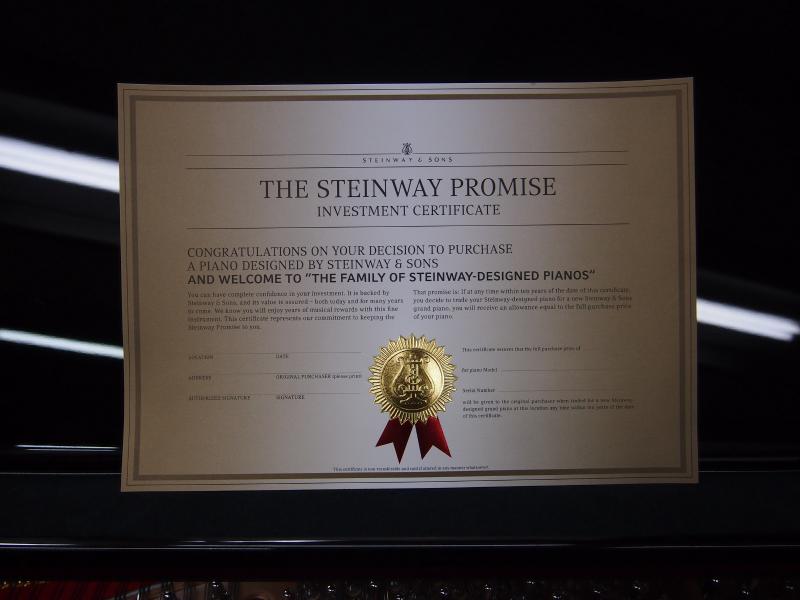 STEINWAY & SONS
THE STEINWAY PROMISE
INVESTMENT CERTIFICATE
CONGRATULATIONS ON YOUR DECISION TO PURCHASE
A PIANO DESIGNED BY STEINWAY & SONS
AND WELCOME TO "THE FAMILY OF STEINWAY-DESIGNED PIANOS"
You can have complete confidence in your investment. It is backed by
Steinway & Sons, and its value is assured – both today and for many years
to come. We know you will enjoy years of musical rewards with this fine
instrument. This certificate represents our commitment to keeping the
Steinway Promise to you.
That promise is: If at any time within ten years of the date of this certificate,
you decide to trade your Steinway-designed piano for a new Steinway & Sons
grand piano, you will receive an allowance equal to the full purchase price
of your piano.
LOCATION DATE
ADDRESS ORIGINAL PURCHASER (please print)
AUTHORIZED SIGNATURE SIGNATURE
This certificate assures that the full purchase price of
for piano Model
Serial Number
will be given to the original purchaser when traded for a new Steinway-
designed grand piano at this location any time within ten years of the date
of this certificate.
This certificate is non-transferable and void if altered in any manner whatsoever.